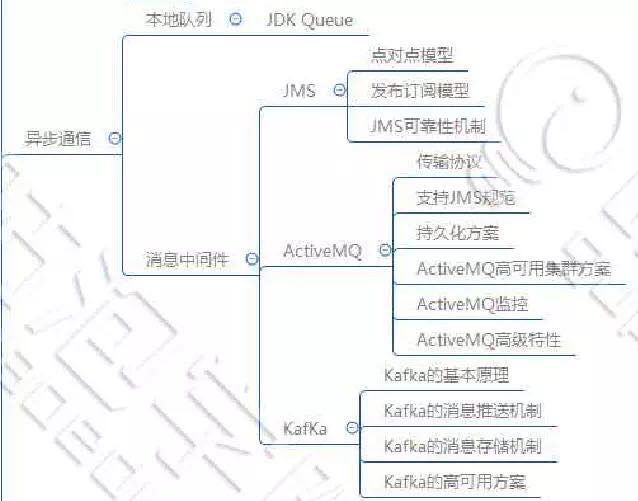 本地队列
JDK Queue
异步通信
消息中间件
JMS
点对点模型
发布订阅模型
JMS可靠性机制
ActiveMQ
传输协议
支持JMS规范
持久化方案
ActiveMQ高可用集群方案
ActiveMQ监控
ActiveMQ高级特性
KafKa
Kafka的基本原理
Kafka的消息推送机制
Kafka的消息存储机制
Kafka的高可用方案